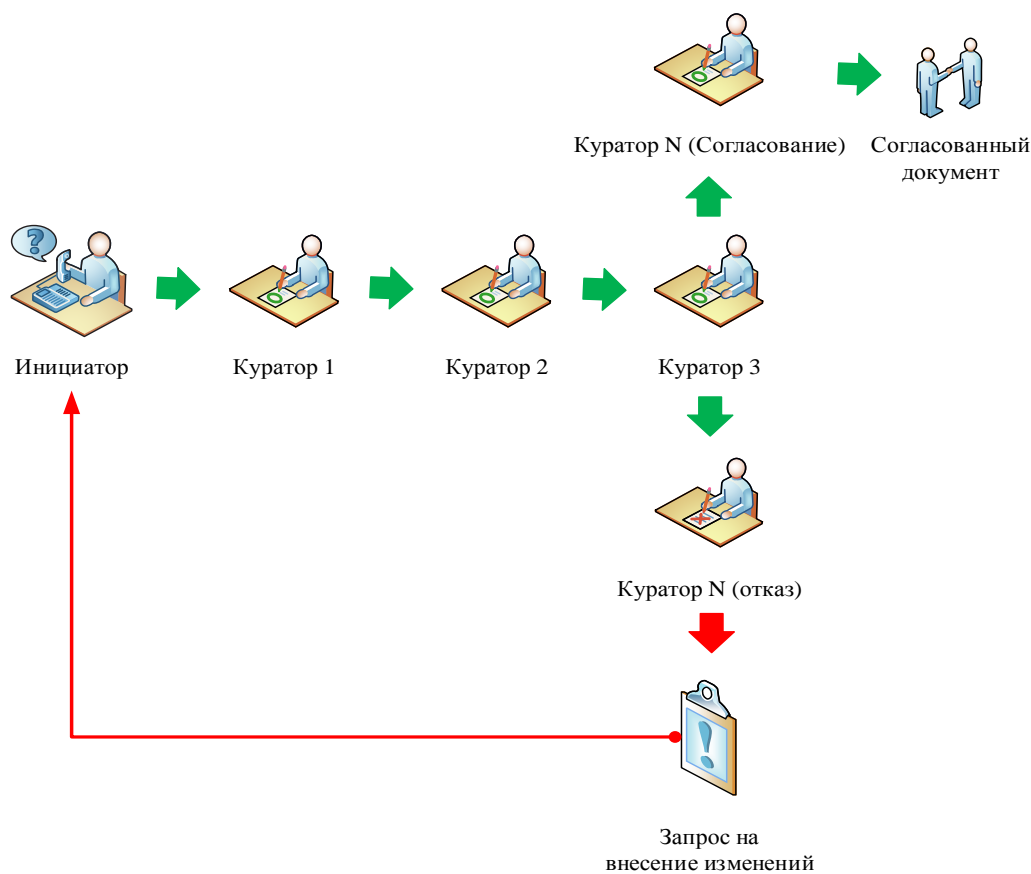 Куратор N (Согласование)
Согласованный
документ
Инициатор
Куратор 1
Куратор 2
Куратор 3
Куратор N (отказ)
Запрос на
внесение изменений